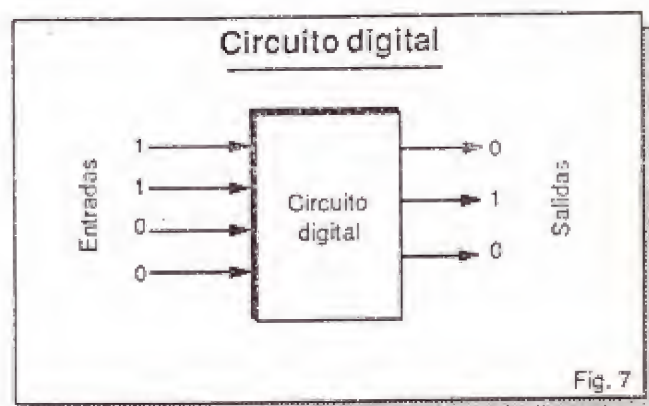 Circuito digital
Entradas
1
1
0
0
Circuito
digital
0
1
0
Salidas
Fig. 7